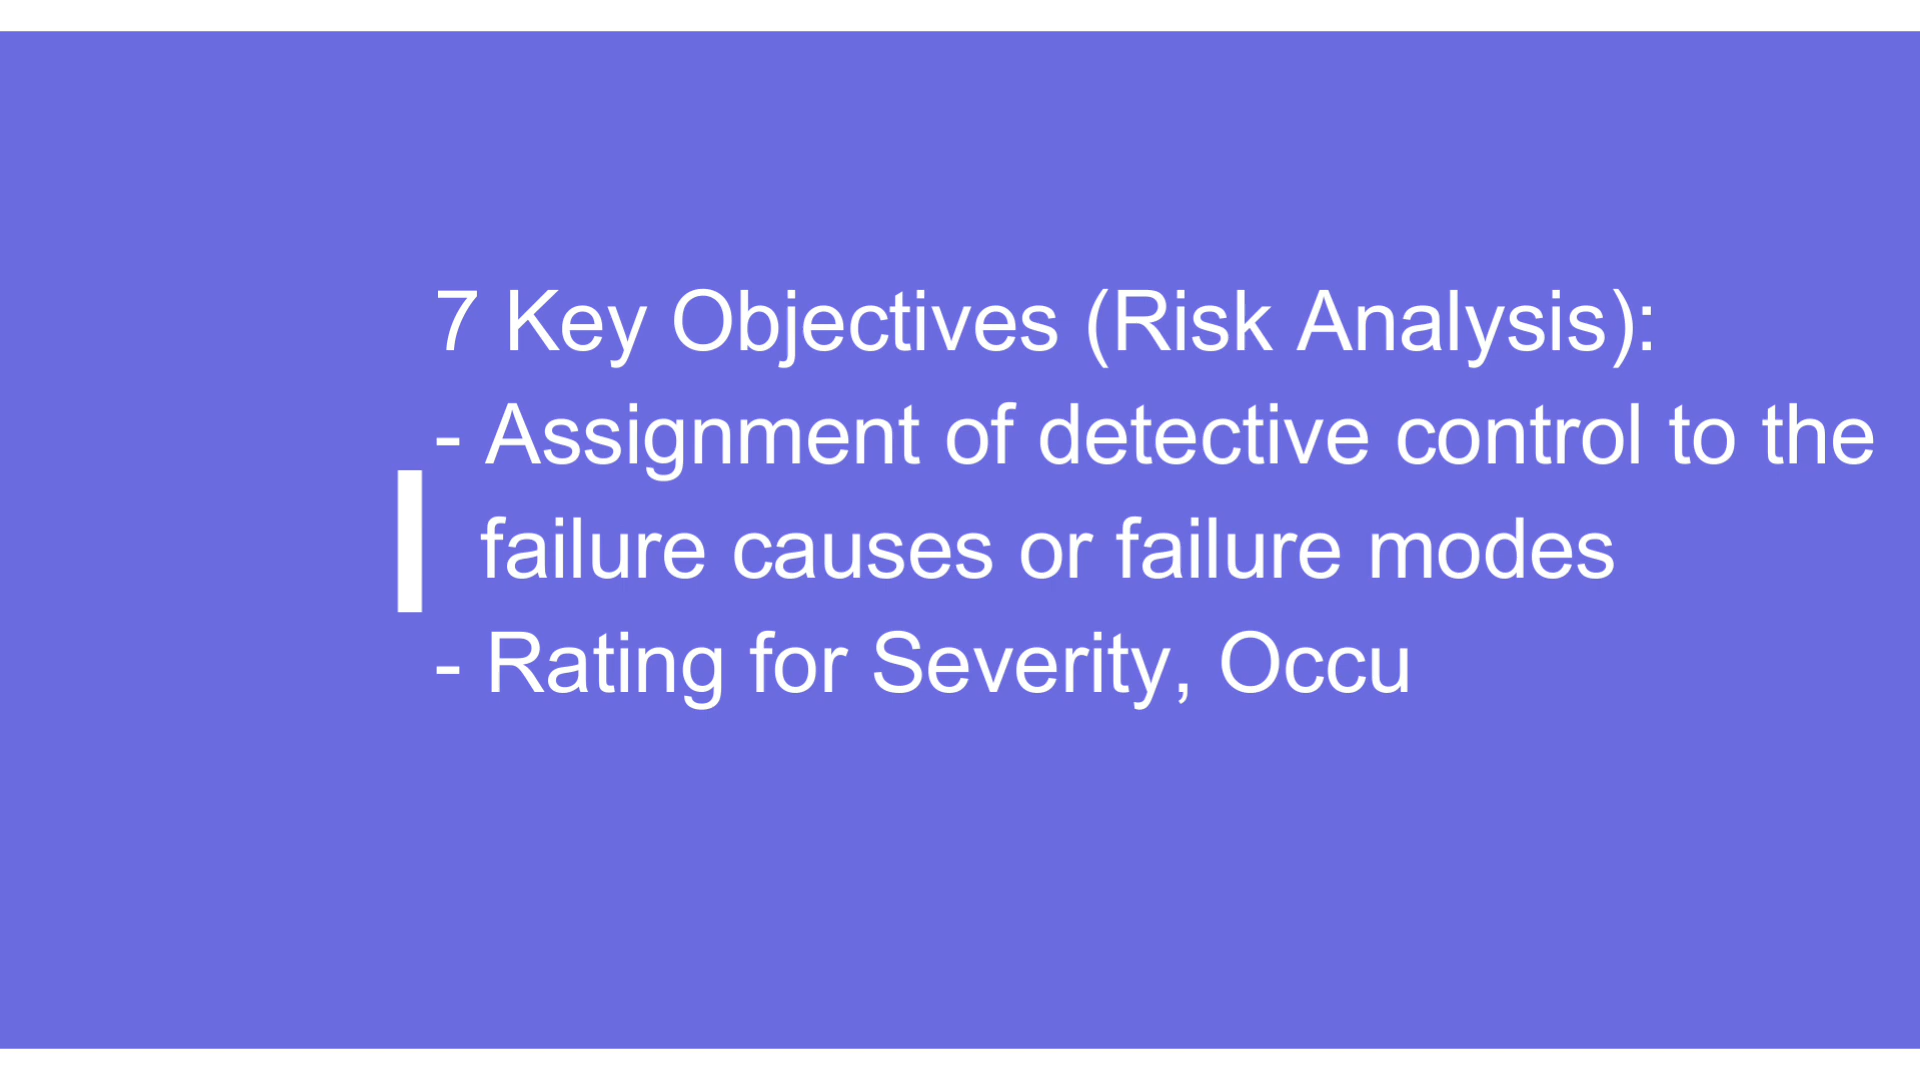 7 Key Objectives (Risk Analysis):
- Assignment of detective control to the
failure causes or failure modes
- Rating for Severity, Occu